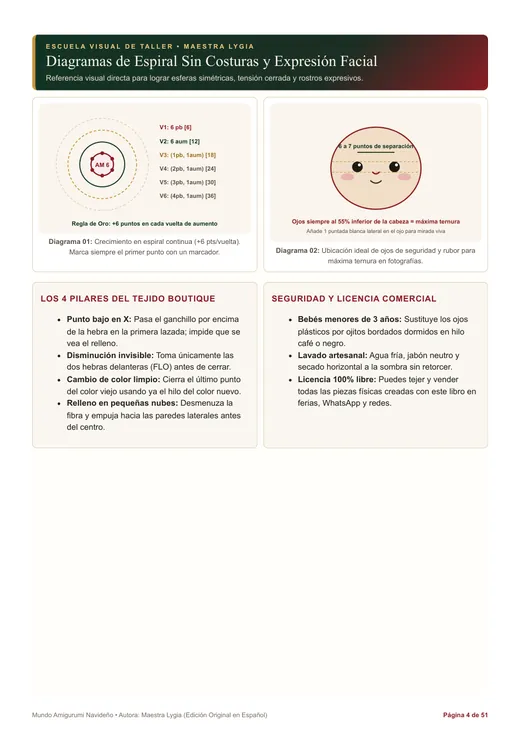 ESCUELA VISUAL DE TALLER • MAESTRA LYGIA
Diagramas de Espiral Sin Costuras y Expresión Facial
Referencia visual directa para lograr esferas simétricas, tensión cerrada y rostros expresivos.
AM 6
V1: 6 pb [6]
V2: 6 aum [12]
V3: (1pb, 1aum) [18]
V4: (2pb, 1aum) [24]
V5: (3pb, 1aum) [30]
V6: (4pb, 1aum) [36]
Regla de Oro: +6 puntos en cada vuelta de aumento
Diagrama 01: Crecimiento en espiral continua (+6 pts/vuelta).
Marca siempre el primer punto con un marcador.
6 a 7 puntos de separación
Ojos siempre al 55% inferior de la cabeza = máxima ternura
Añade 1 puntada blanca lateral en el ojo para mirada viva
Diagrama 02: Ubicación ideal de ojos de seguridad y rubor para
máxima ternura en fotografías.
LOS 4 PILARES DEL TEJIDO BOUTIQUE
• Punto bajo en X: Pasa el ganchillo por encima
de la hebra en la primera lazada; impide que se
vea el relleno.
• Disminución invisible: Toma únicamente las
dos hebras delanteras (FLO) antes de cerrar.
• Cambio de color limpio: Cierra el último punto
del color viejo usando ya el hilo del color nuevo.
• Relleno en pequeñas nubes: Desmenuza la
fibra y empuja hacia las paredes laterales antes
del centro.
SEGURIDAD Y LICENCIA COMERCIAL
• Bebés menores de 3 años: Sustituye los ojos
plásticos por ojitos bordados dormidos en hilo
café o negro.
• Lavado artesanal: Agua fría, jabón neutro y
secado horizontal a la sombra sin retorcer.
• Licencia 100% libre: Puedes tejer y vender
todas las piezas físicas creadas con este libro en
ferias, WhatsApp y redes.
Mundo Amigurumi Navideño • Autora: Maestra Lygia (Edición Original en Español)
Página 4 de 51